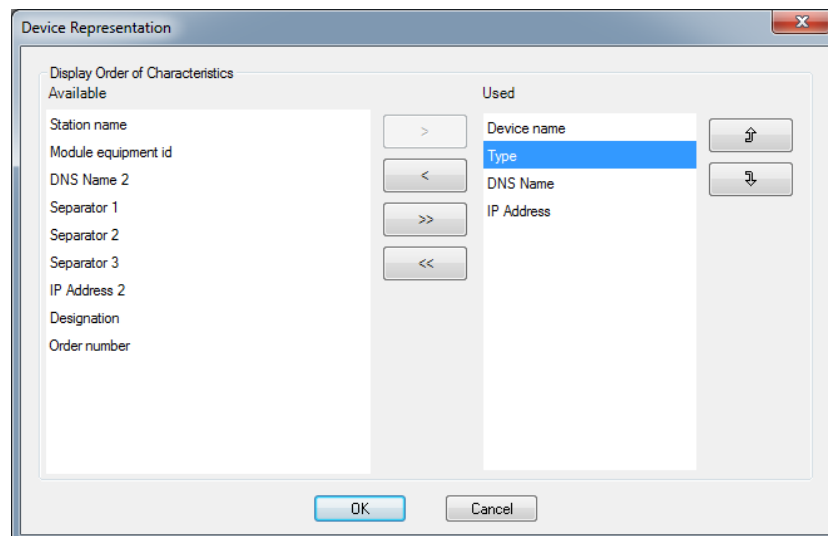 Device Representation
x
Display Order of Characteristics
Available
Used
Station name
Module equipment id
DNS Name 2
Separator 1
Separator 2
Separator 3
IP Address 2
Designation
Order number
>
<
>>
<<
Device name
Type
DNS Name
IP Address
OK
Cancel